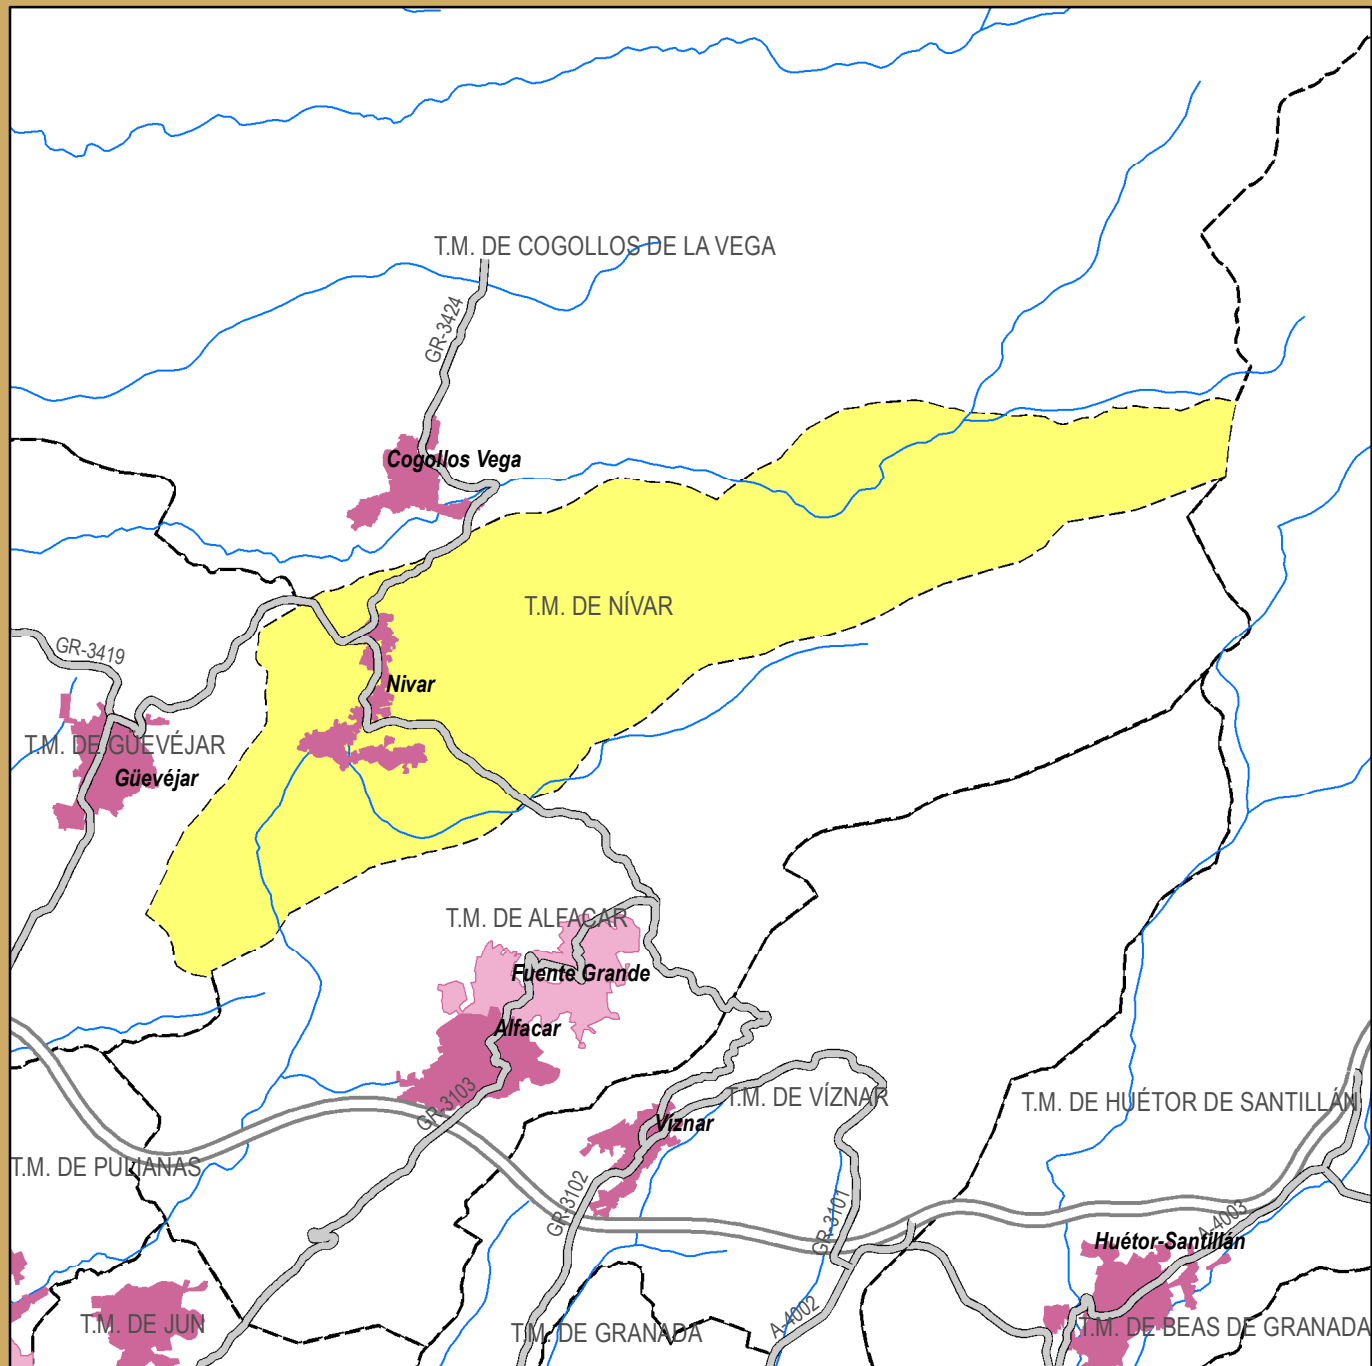 T.M. DE COGOLLOS DE LA VEGA
GR-3424
Cogollos Vega
T.M. DE NÍVAR
GR-3419
Nivar
T.M. DE GÜEVÉJAR
Güevéjar
T.M. DE ALFACAR
Fuente Grande
Alfacar
GR-3103
T.M. DE VÍZNAR
T.M. DE HUÉTOR DE SANTILLÁN
Víznar
T.M. DE PULIANAS
GR-3102
GR-3101
A-4003
Huétor-Santillán
A-4002
T.M. DE JUN
T.M. DE GRANADA
T.M. DE BEAS DE GRANADA